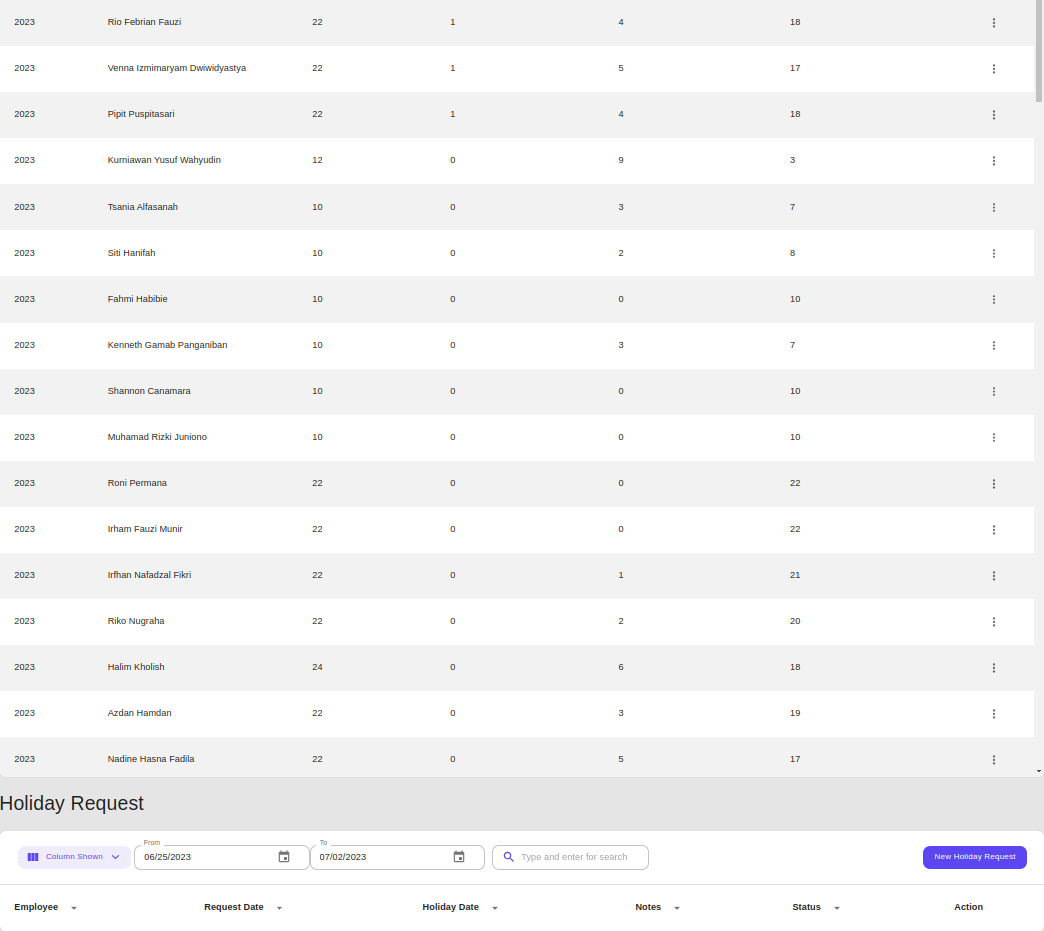 2023 Rio Febrian Fauzi 22 1 4 18
2023 Venna Izmimaryam Dwiwidyastya 22 1 5 17
2023 Pipit Puspitasari 22 1 4 18
2023 Kurniawan Yusuf Wahyudin 12 0 9 3
2023 Tsania Alfasanah 10 0 3 7
2023 Siti Hanifah 10 0 2 8
2023 Fahmi Habibie 10 0 0 10
2023 Kenneth Gamab Panganiban 10 0 3 7
2023 Shannon Canamara 10 0 0 10
2023 Muhamad Rizki Juniono 10 0 0 10
2023 Roni Permana 22 0 0 22
2023 Irham Fauzi Munir 22 0 0 22
2023 Irfhan Nafadzal Fikri 22 0 1 21
2023 Riko Nugraha 22 0 2 20
2023 Halim Kholish 24 0 6 18
2023 Azdan Hamdan 22 0 3 19
2023 Nadine Hasna Fadila 22 0 5 17
Holiday Request
From To
Column Shown 06/25/2023 07/02/2023 Type and enter for search New Holiday Request
Employee Request Date Holiday Date Notes Status Action